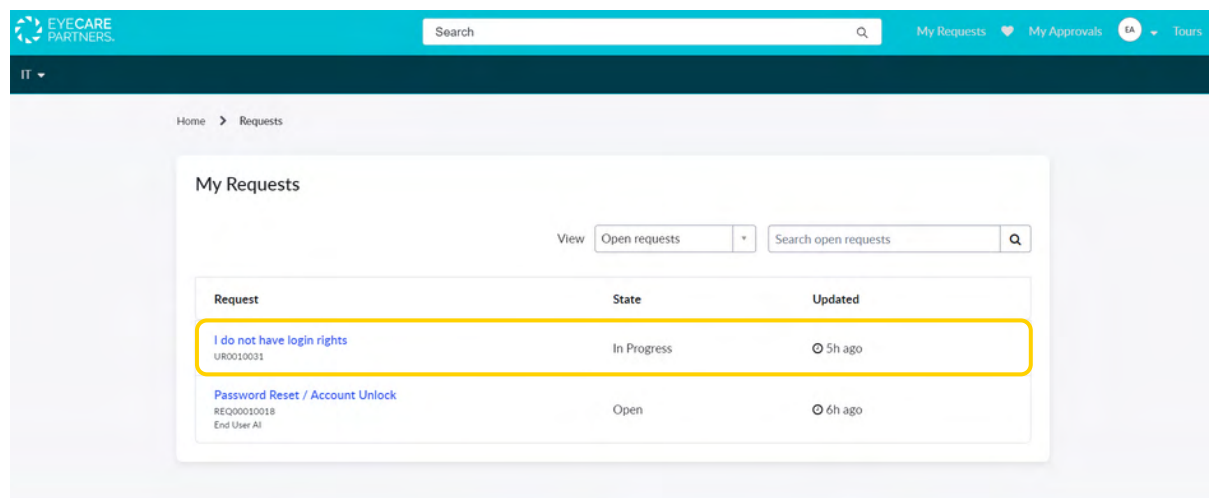 EYECARE
PARTNERS.
Search
My Requests
My Approvals
EA
Tours
IT
Home > Requests
My Requests
View
Open requests
Search open requests
Request State Updated
I do not have login rights
UR0010031
In Progress
5h ago
Password Reset / Account Unlock
REQ00010018
End User AI
Open
6h ago